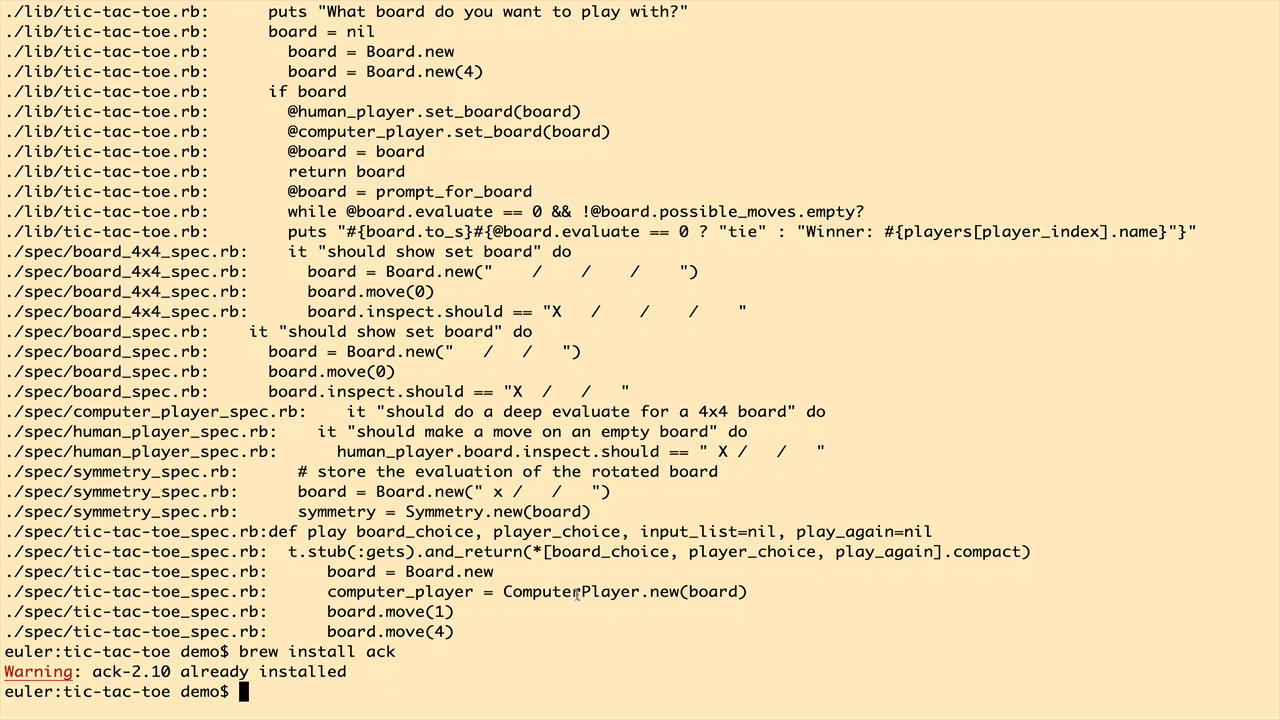 ./lib/tic-tac-toe.rb:      puts "What board do you want to play with?"
./lib/tic-tac-toe.rb:      board = nil
./lib/tic-tac-toe.rb:        board = Board.new
./lib/tic-tac-toe.rb:        board = Board.new(4)
./lib/tic-tac-toe.rb:      if board
./lib/tic-tac-toe.rb:        @human_player.set_board(board)
./lib/tic-tac-toe.rb:        @computer_player.set_board(board)
./lib/tic-tac-toe.rb:        @board = board
./lib/tic-tac-toe.rb:        return board
./lib/tic-tac-toe.rb:        @board = prompt_for_board
./lib/tic-tac-toe.rb:        while @board.evaluate == 0 && !@board.possible_moves.empty?
./lib/tic-tac-toe.rb:        puts "#{board.to_s}#{@board.evaluate == 0 ? "tie" : "Winner: #{players[player_index].name}"}"
./spec/board_4x4_spec.rb:    it "should show set board" do
./spec/board_4x4_spec.rb:      board = Board.new("    /    /    /    ")
./spec/board_4x4_spec.rb:      board.move(0)
./spec/board_4x4_spec.rb:      board.inspect.should == "X   /    /    /    "
./spec/board_spec.rb:    it "should show set board" do
./spec/board_spec.rb:      board = Board.new("   /   /   ")
./spec/board_spec.rb:      board.move(0)
./spec/board_spec.rb:      board.inspect.should == "X  /   /   "
./spec/computer_player_spec.rb:    it "should do a deep evaluate for a 4x4 board" do
./spec/human_player_spec.rb:    it "should make a move on an empty board" do
./spec/human_player_spec.rb:      human_player.board.inspect.should == " X /   /   "
./spec/symmetry_spec.rb:      # store the evaluation of the rotated board
./spec/symmetry_spec.rb:      board = Board.new(" x /   /   ")
./spec/symmetry_spec.rb:      symmetry = Symmetry.new(board)
./spec/tic-tac-toe_spec.rb:def play board_choice, player_choice, input_list=nil, play_again=nil
./spec/tic-tac-toe_spec.rb:  t.stub(:gets).and_return(*[board_choice, player_choice, play_again].compact)
./spec/tic-tac-toe_spec.rb:      board = Board.new
./spec/tic-tac-toe_spec.rb:      computer_player = ComputerPlayer.new(board)
./spec/tic-tac-toe_spec.rb:      board.move(1)
./spec/tic-tac-toe_spec.rb:      board.move(4)
euler:tic-tac-toe demo$ brew install ack
Warning: ack-2.10 already installed
euler:tic-tac-toe demo$